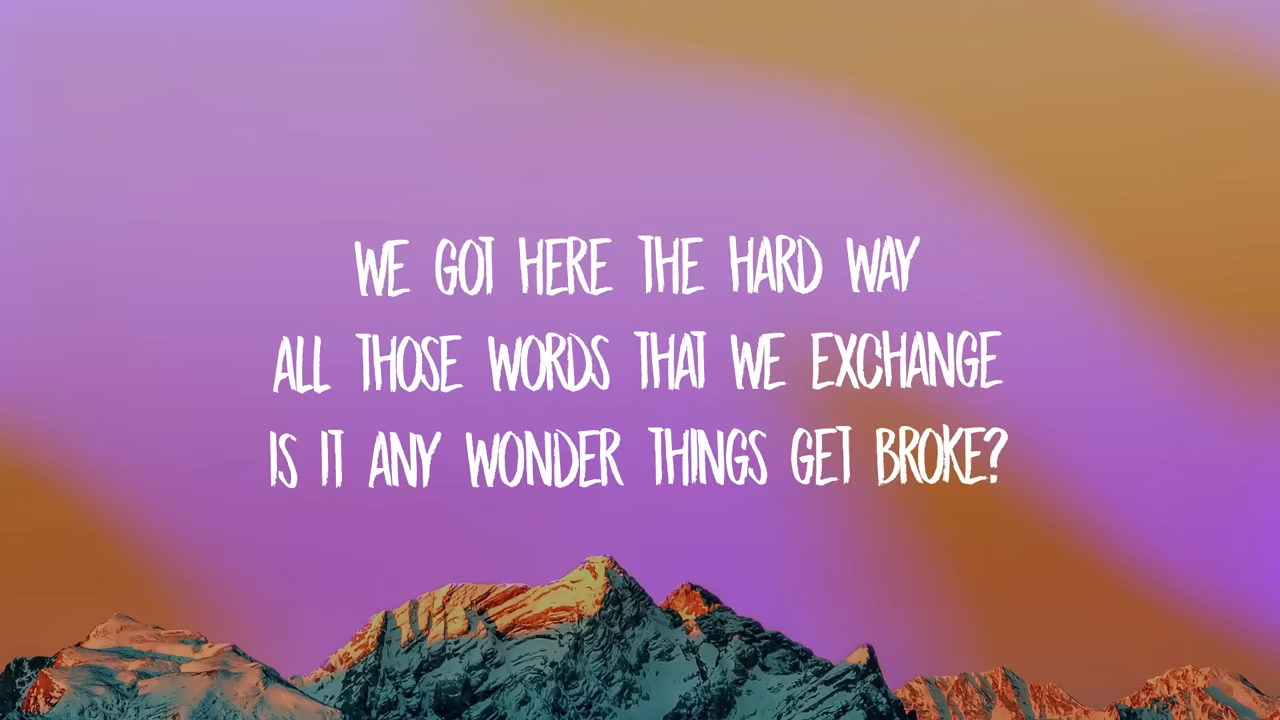 WE GOT HERE THE HARD WAY
ALL THOSE WORDS THAT WE EXCHANGE
IS IT ANY WONDER THINGS GET BROKE?